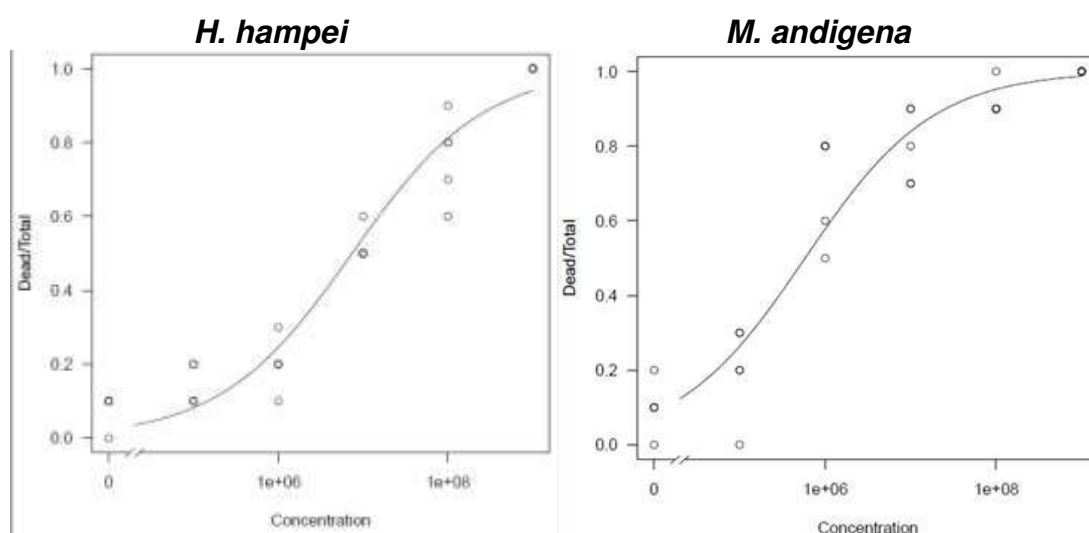 H. hampei
1.0
0.8
0.6
0.4
0.2
0.0
Dead/Total
0
1e+06
1e+08
Concentration
M. andigena
1.0
0.8
0.6
0.4
0.2
0.0
Dead/Total
0
1e+06
1e+08
Concentration